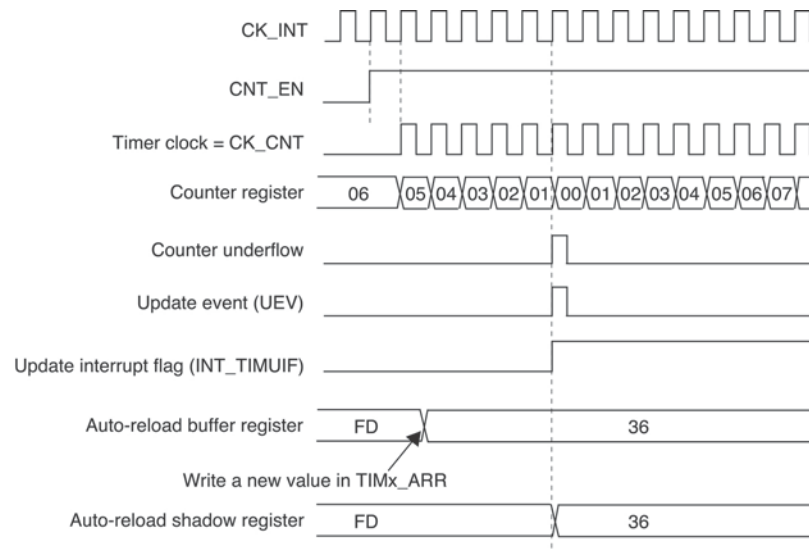 CK_INT
CNT_EN
Timer clock = CK_CNT
Counter register 06 05 04 03 02 01 00 01 02 03 04 05 06 07
Counter underflow
Update event (UEV)
Update interrupt flag (INT_TIMUIF)
Auto-reload buffer register FD 36
Write a new value in TIMx_ARR
Auto-reload shadow register FD 36